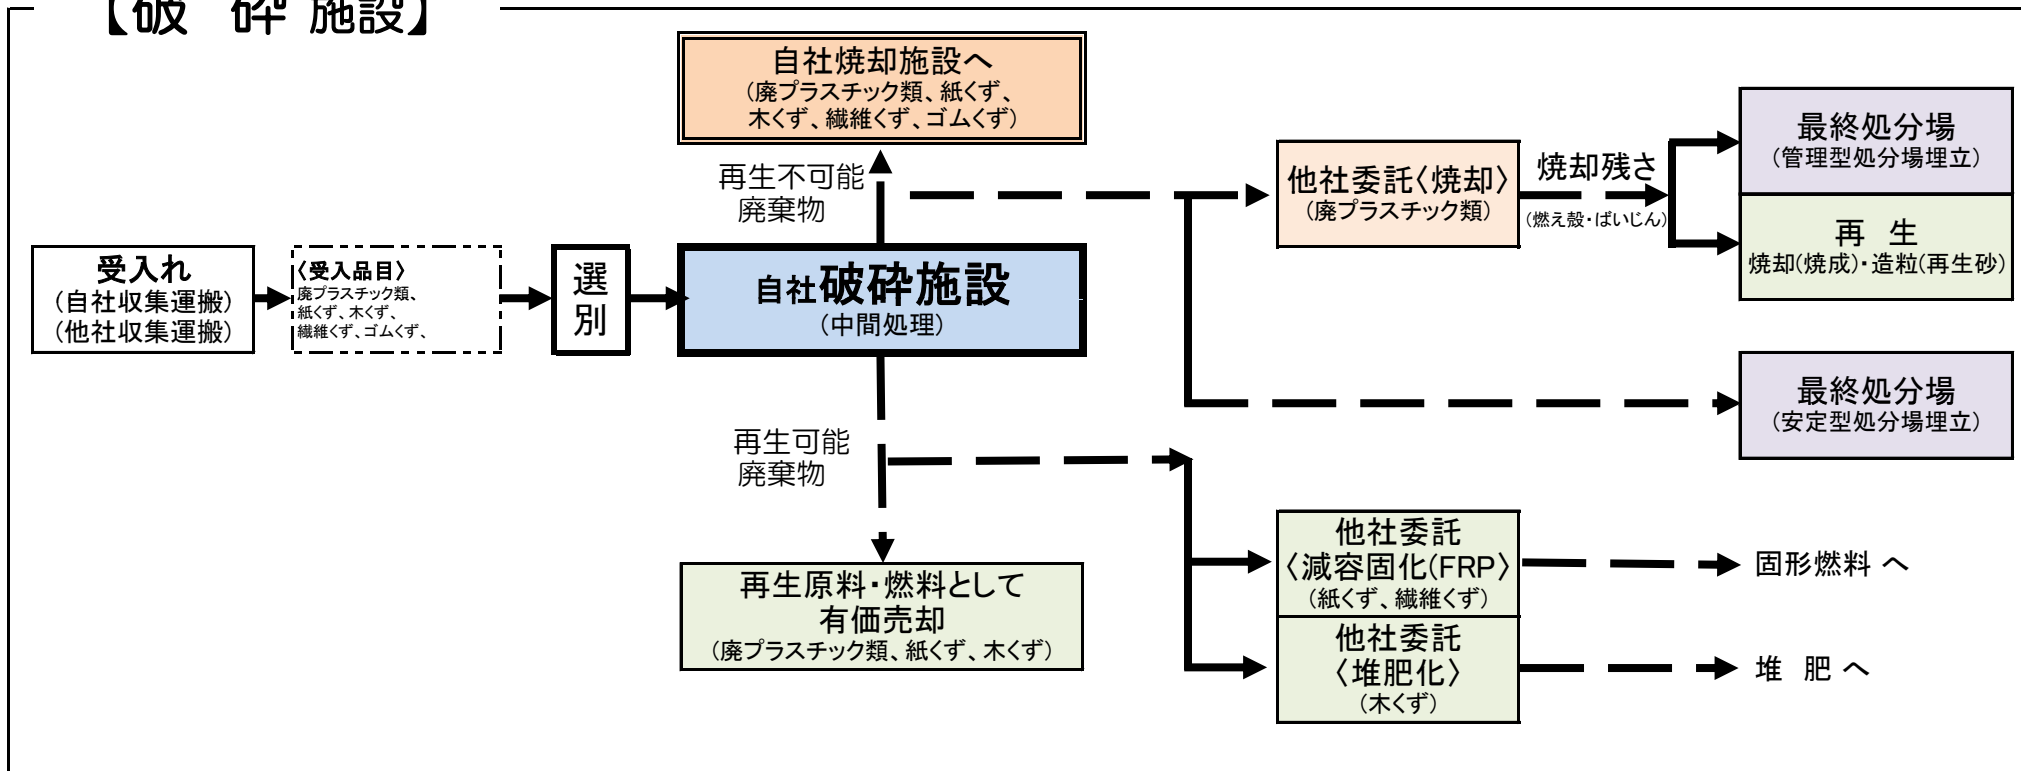 【破 砕 施設】
自社焼却施設へ
(廃プラスチック類、紙くず、
木くず、繊維くず、ゴムくず)
再生不可能
廃棄物
他社委託〈焼却〉
(廃プラスチック類)
焼却残さ
(燃え殻・ばいじん)
最終処分場
(管理型処分場埋立)
再 生
焼却(焼成)・造粒(再生砂)
受入れ
(自社収集運搬)
(他社収集運搬)
〈受入品目〉
廃プラスチック類、
紙くず、木くず、
繊維くず、ゴムくず、
選
別
自社破砕施設
(中間処理)
最終処分場
(安定型処分場埋立)
再生可能
廃棄物
再生原料・燃料として
有価売却
(廃プラスチック類、紙くず、木くず)
他社委託
〈減容固化(FRP〉
(紙くず、繊維くず)
固形燃料 へ
他社委託
〈堆肥化〉
(木くず)
堆 肥 へ